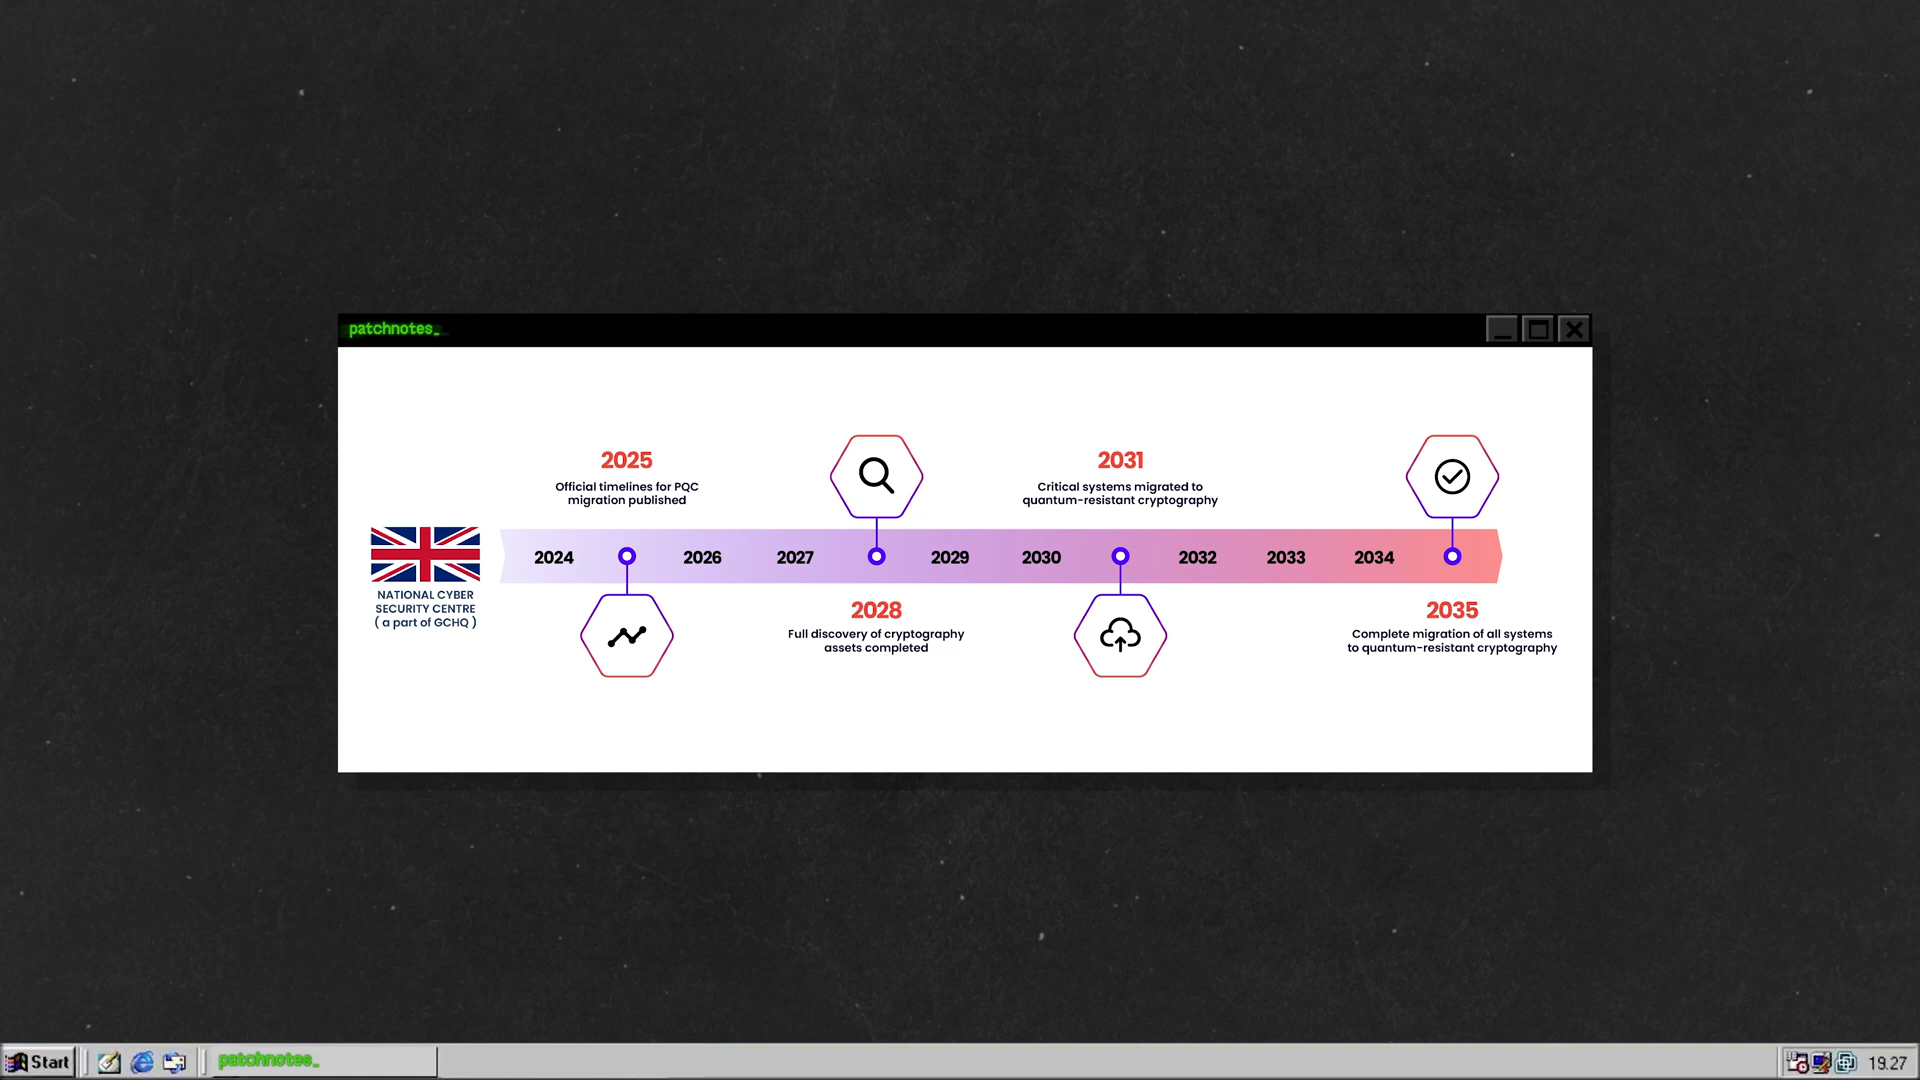 patchnotes_
2025
Official timelines for PQC
migration published
2031
Critical systems migrated to
quantum-resistant cryptography
NATIONAL CYBER
SECURITY CENTRE
( a part of GCHQ )
2024 2026 2027 2029 2030 2032 2033 2034
2028
Full discovery of cryptography
assets completed
2035
Complete migration of all systems
to quantum-resistant cryptography
Start
patchnotes_
19.27